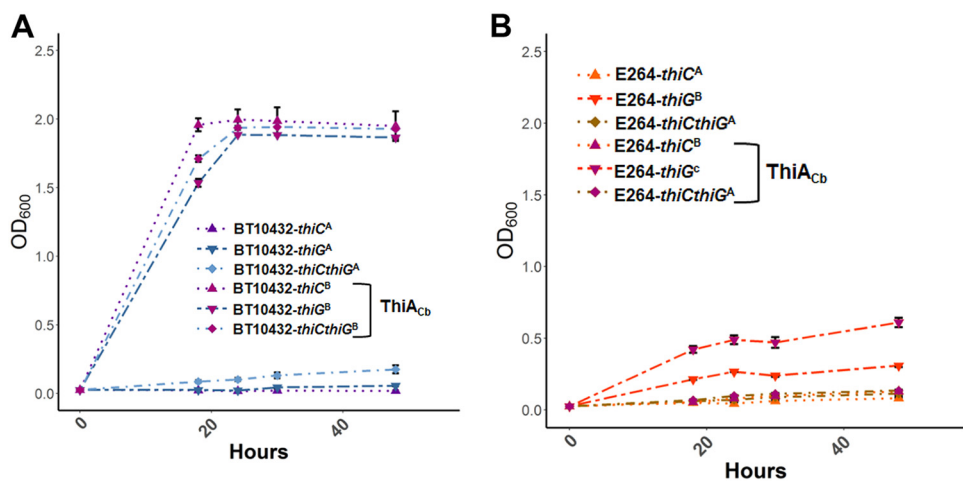 A
2.5
2.0
1.5
1.0
0.5
0.0
OD600
BT10432-thiCᴬ
BT10432-thiGᴬ
BT10432-thiCthiGᴬ
BT10432-thiCᴮ
BT10432-thiGᴮ
BT10432-thiCthiGᴮ
ThiACb
0
20
40
Hours
B
2.5
2.0
1.5
1.0
0.5
0.0
OD600
E264-thiCᴬ
E264-thiGᴮ
E264-thiCthiGᴬ
E264-thiCᴮ
E264-thiGᶜ
E264-thiCthiGᴬ
ThiACb
0
20
40
Hours